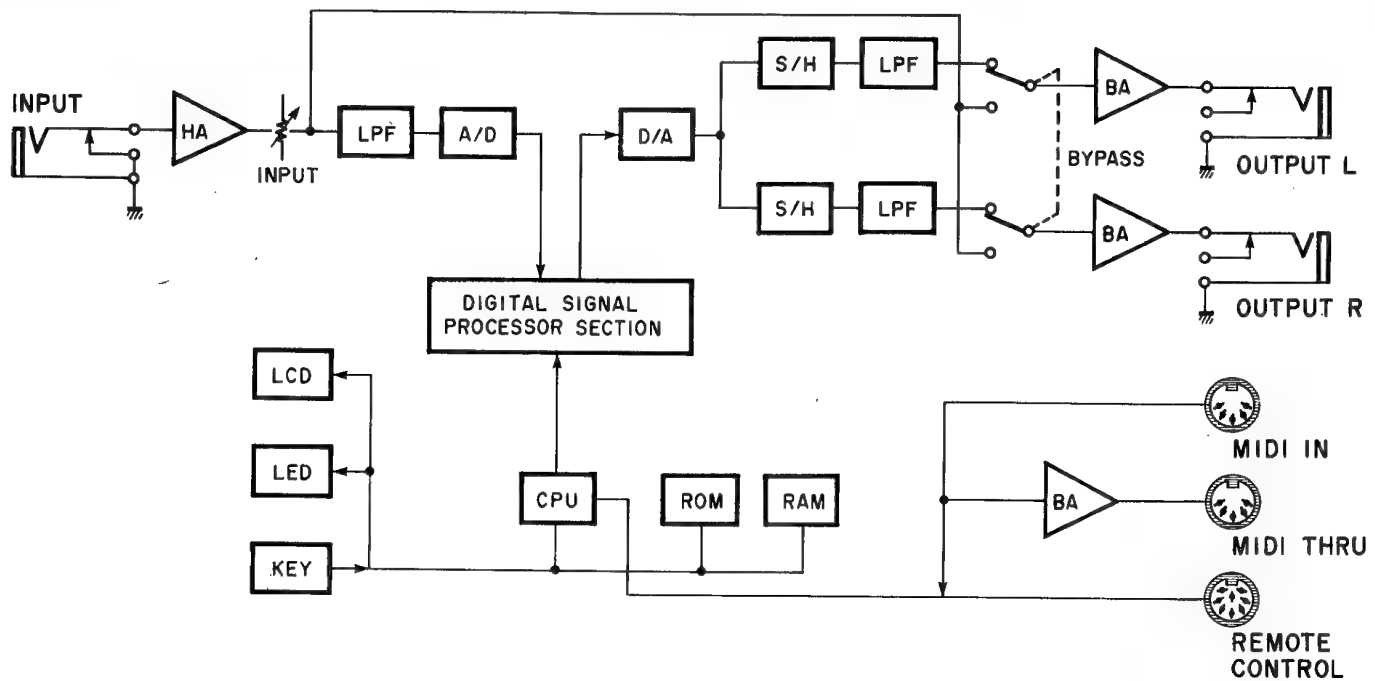 INPUT
HA
INPUT
LPF
A/D
D/A
S/H
LPF
S/H
LPF
BYPASS
BA
OUTPUT L
BA
OUTPUT R
DIGITAL SIGNAL
PROCESSOR SECTION
LCD
LED
KEY
CPU
ROM
RAM
BA
MIDI IN
MIDI THRU
REMOTE
CONTROL